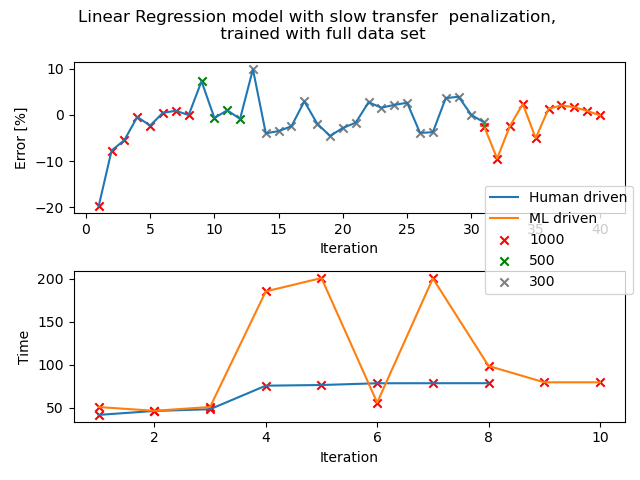 Linear Regression model with slow transfer  penalization,
trained with full data set
10
0
−10
−20
Error [%]
0 5 10 15 20 25 30 35 40
Iteration
Human driven
ML driven
1000
500
300
200
150
100
50
Time
2 4 6 8 10
Iteration